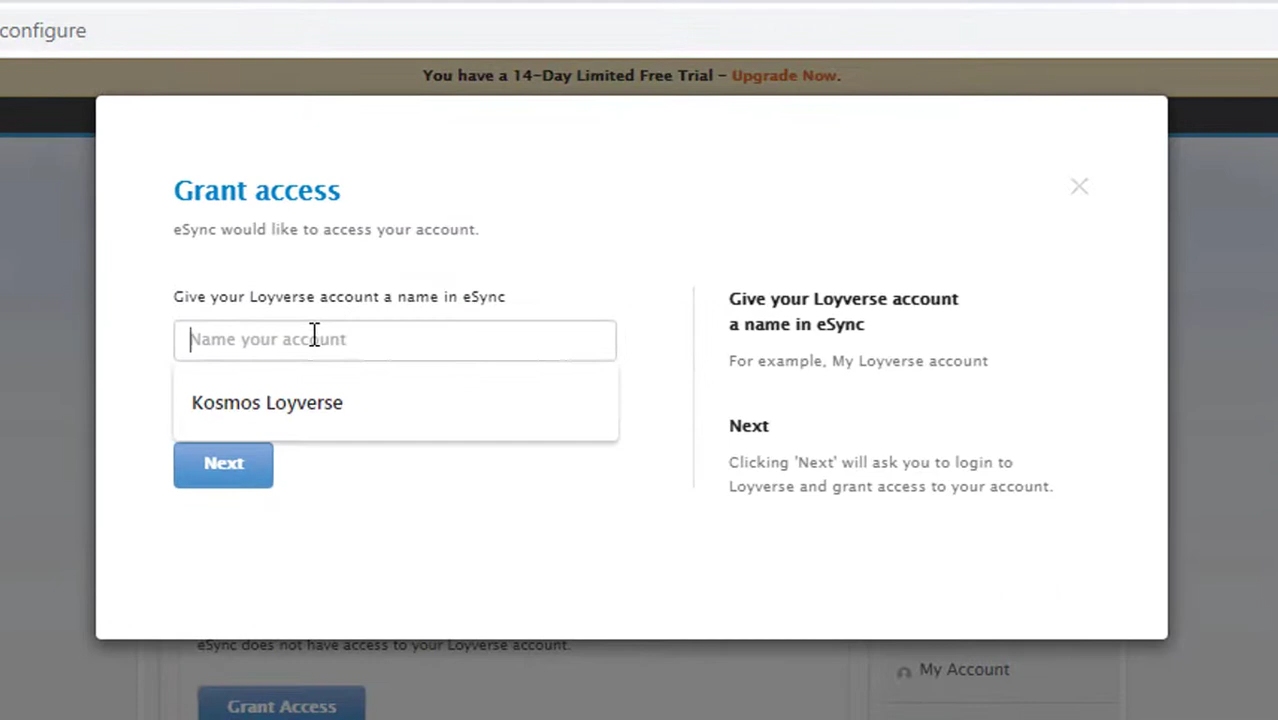 configure
You have a 14-Day Limited Free Trial - Upgrade Now.
Grant access
eSync would like to access your account.
Give your Loyverse account a name in eSync
Name your account
Kosmos Loyverse
Next
Give your Loyverse account
a name in eSync
For example, My Loyverse account
Next
Clicking 'Next' will ask you to login to
Loyverse and grant access to your account.
eSync does not have access to your Loyverse account.
Grant Access
My Account